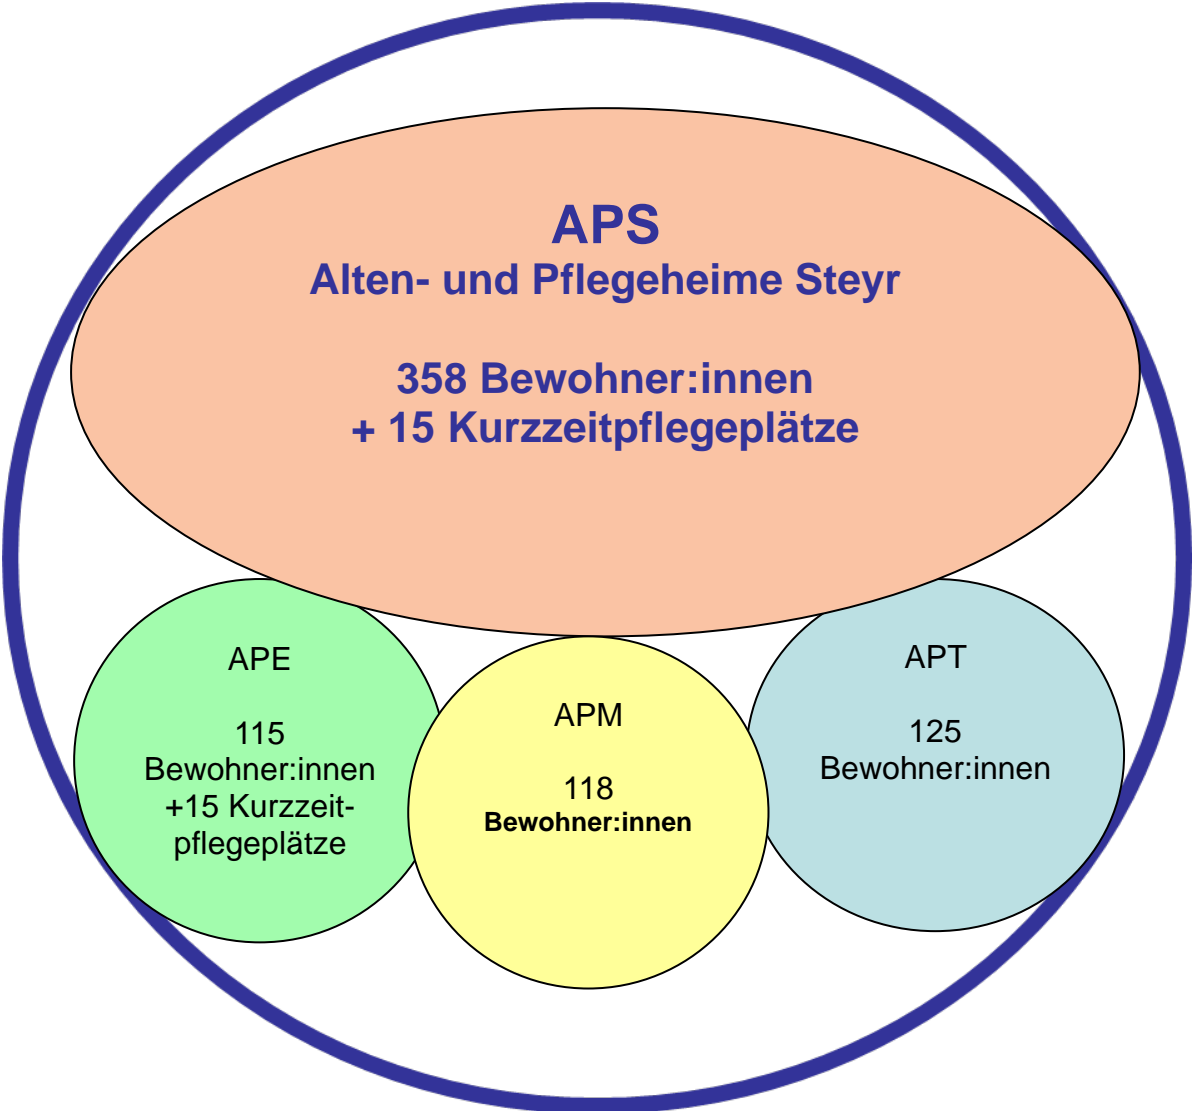 APS
Alten- und Pflegeheime Steyr
358 Bewohner:innen
+ 15 Kurzzeitpflegeplätze
APE
115
Bewohner:innen
+15 Kurzzeit-
pflegeplätze
APM
118
Bewohner:innen
APT
125
Bewohner:innen